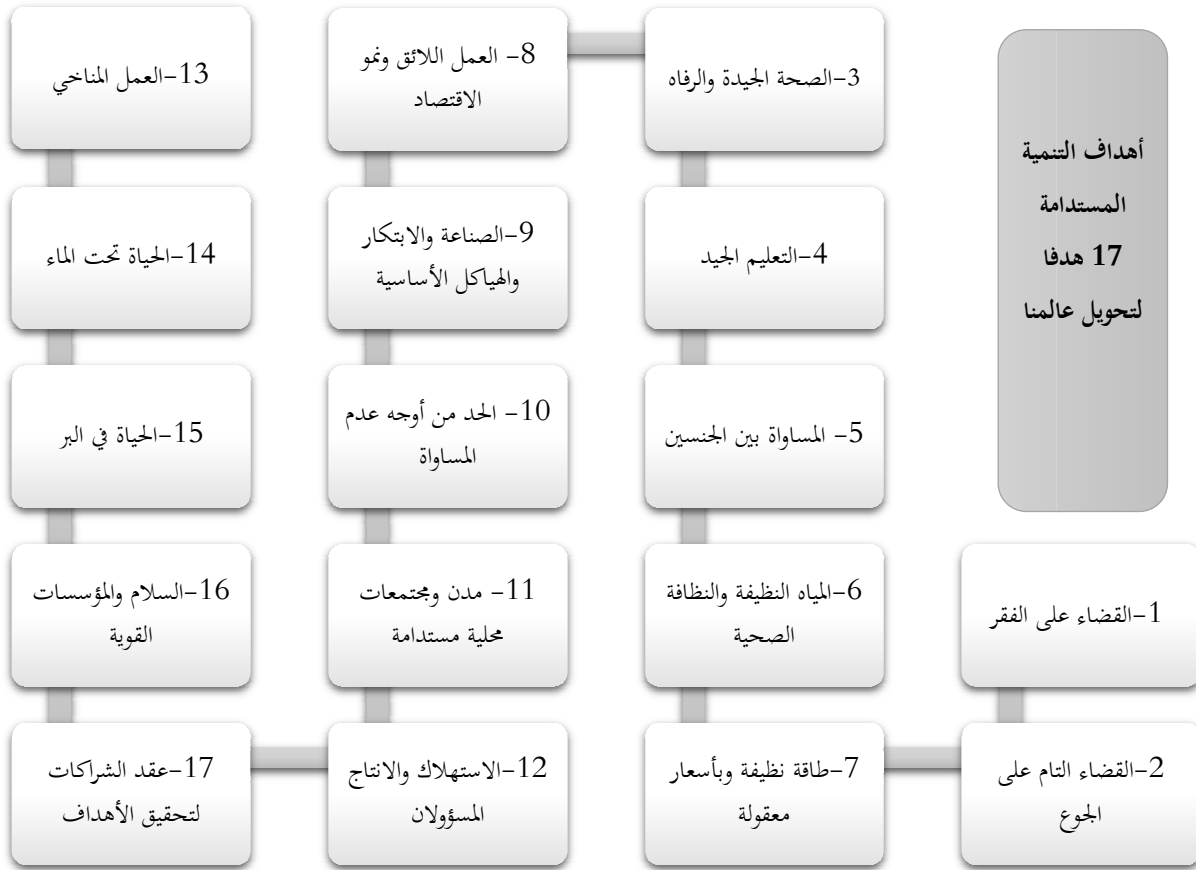 أهداف التنمية
المستدامة
17 هدفا
لتحويل عالمنا
1-القضاء على الفقر
2-القضاء التام على
الجوع
3-الصحة الجيدة والرفاه
4-التعليم الجيد
5- المساواة بين الجنسين
6-المياه النظيفة والنظافة
الصحية
7-طاقة نظيفة وبأسعار
معقولة
8- العمل اللائق ونمو
الاقتصاد
9-الصناعة والابتكار
والهياكل الأساسية
10- الحد من أوجه عدم
المساواة
11- مدن ومجتمعات
محلية مستدامة
12-الاستهلاك والانتاج
المسؤولان
13-العمل المناخي
14-الحياة تحت الماء
15-الحياة في البر
16-السلام والمؤسسات
القوية
17-عقد الشراكات
لتحقيق الأهداف